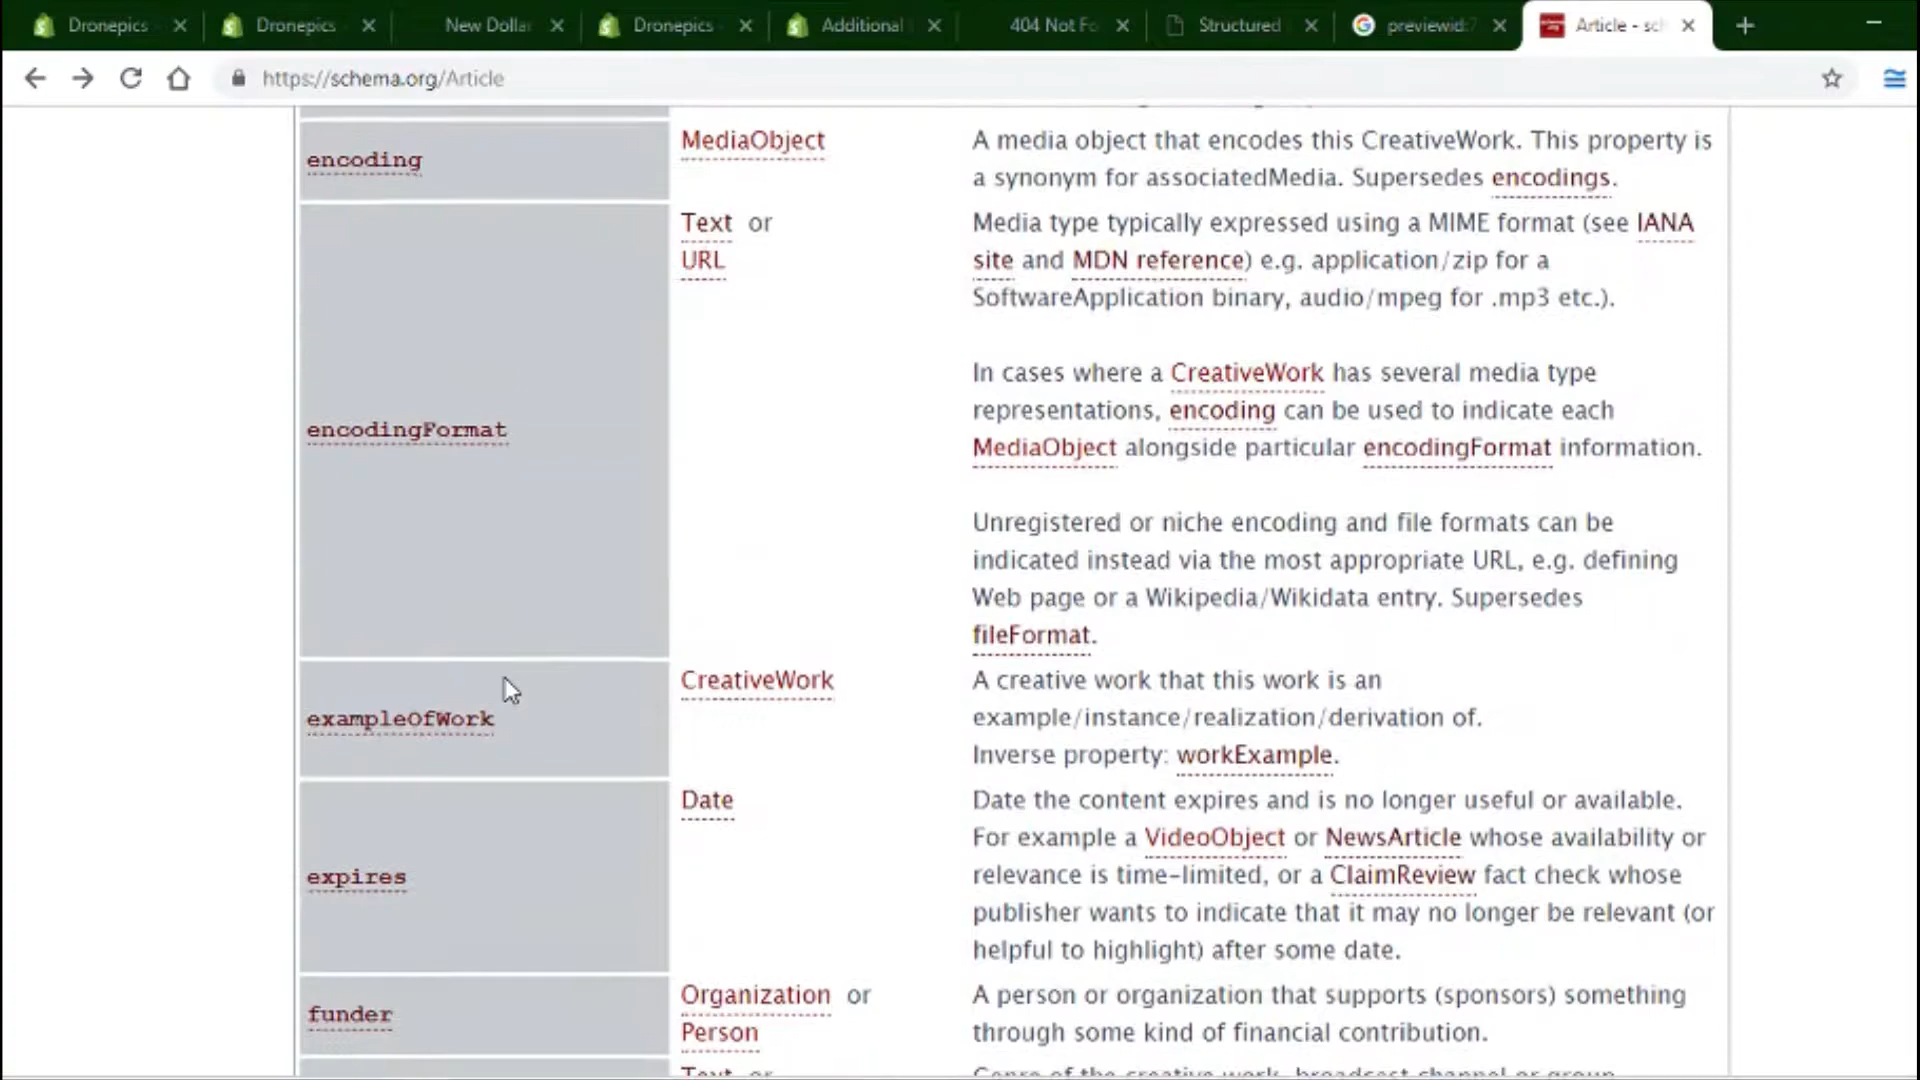 Dronepics Dronepics New Dolla Dronepics Additional 404 Not Fo Structured previewid: Article - sc
https://schema.org/Article
encoding MediaObject A media object that encodes this CreativeWork. This property is
a synonym for associatedMedia. Supersedes encodings.
Text or Media type typically expressed using a MIME format (see IANA
URL site and MDN reference) e.g. application/zip for a
SoftwareApplication binary, audio/mpeg for .mp3 etc.).
In cases where a CreativeWork has several media type
representations, encoding can be used to indicate each
encodingFormat
MediaObject alongside particular encodingFormat information.
Unregistered or niche encoding and file formats can be
indicated instead via the most appropriate URL, e.g. defining
Web page or a Wikipedia/Wikidata entry. Supersedes
fileFormat.
CreativeWork A creative work that this work is an
exampleOfWork example/instance/realization/derivation of.
Inverse property: workExample.
Date Date the content expires and is no longer useful or available.
For example a VideoObject or NewsArticle whose availability or
expires relevance is time-limited, or a ClaimReview fact check whose
publisher wants to indicate that it may no longer be relevant (or
helpful to highlight) after some date.
funder Organization or A person or organization that supports (sponsors) something
Person through some kind of financial contribution.
Text or Genre of the creative work, broadcast channel or group.